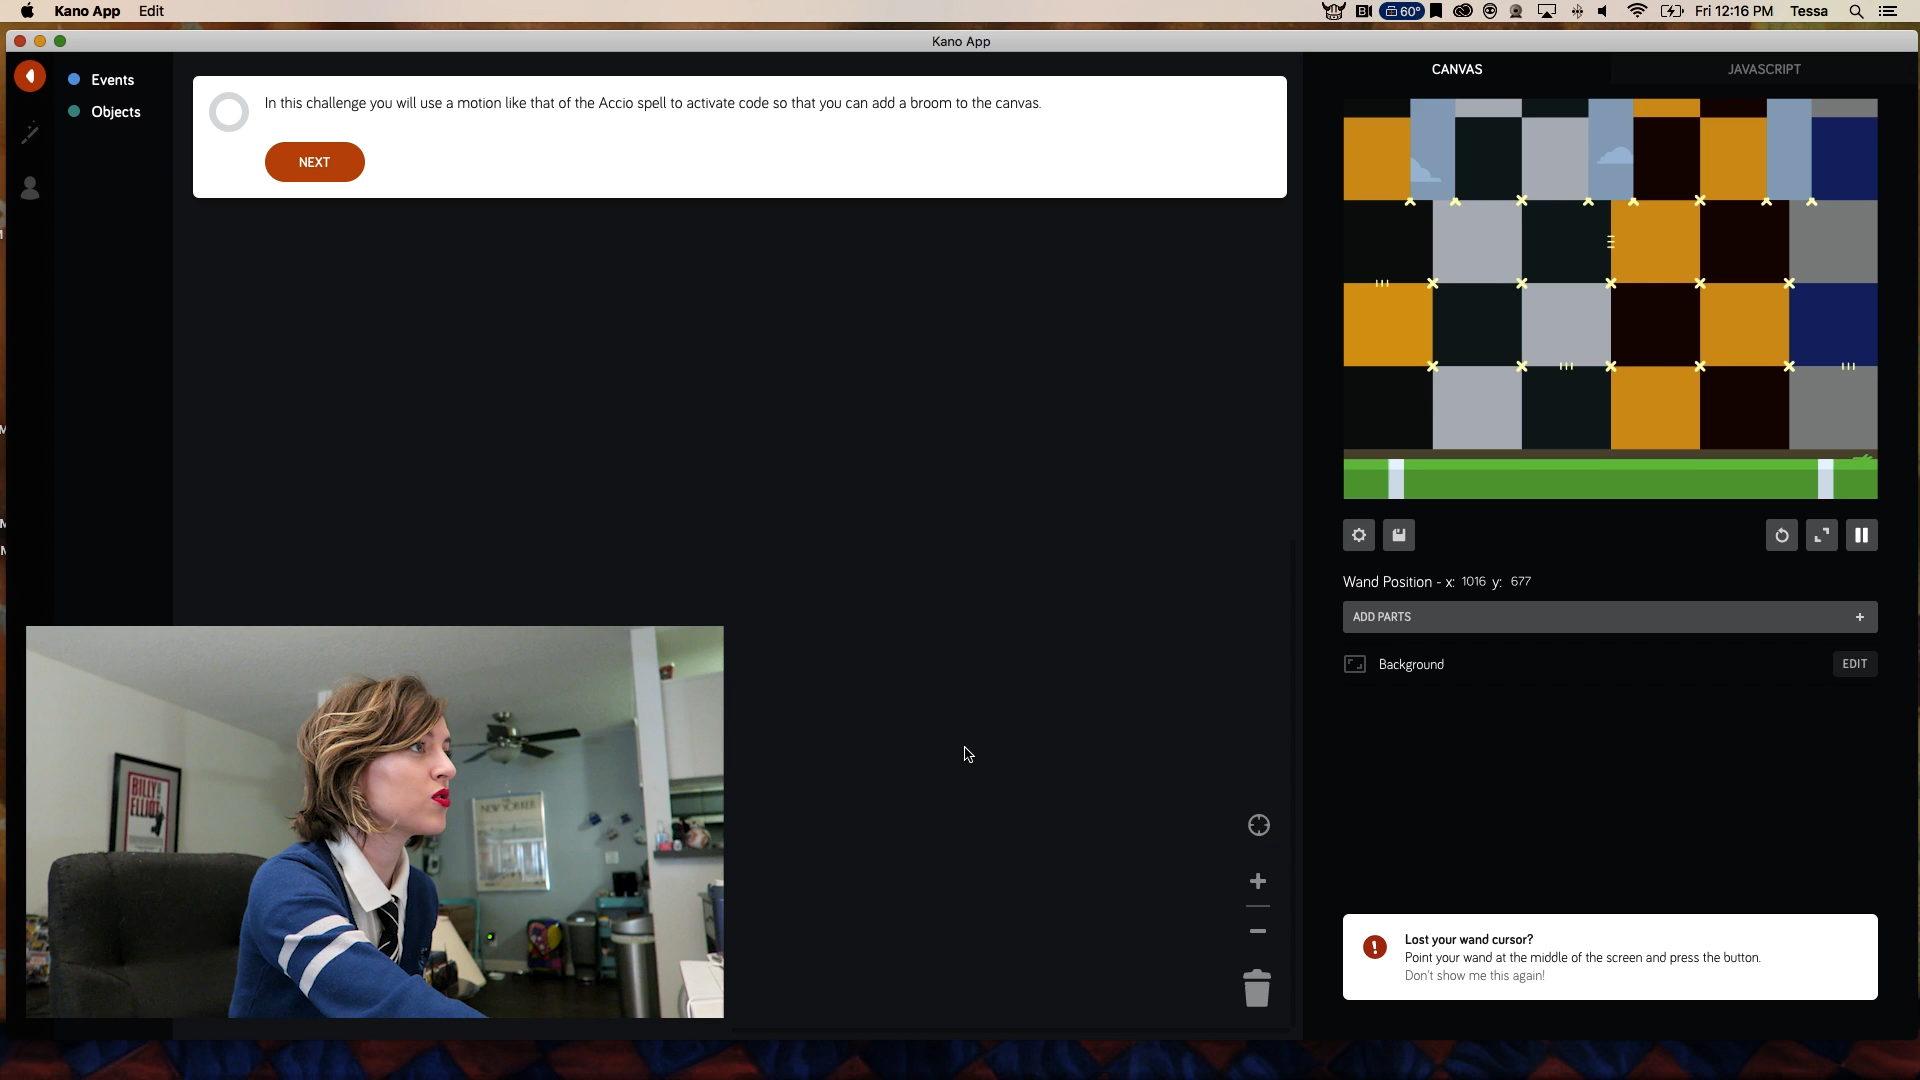 Kano App Edit
60°
Fri 12:16 PM Tessa
Kano App
Events
Objects
In this challenge you will use a motion like that of the Accio spell to activate code so that you can add a broom to the canvas.
NEXT
CANVAS JAVASCRIPT
Wand Position - x: 1016 y: 677
ADD PARTS +
Background EDIT
Lost your wand cursor?
Point your wand at the middle of the screen and press the button.
Don't show me this again!
BILLY
ELLIOT
NEW YORKER